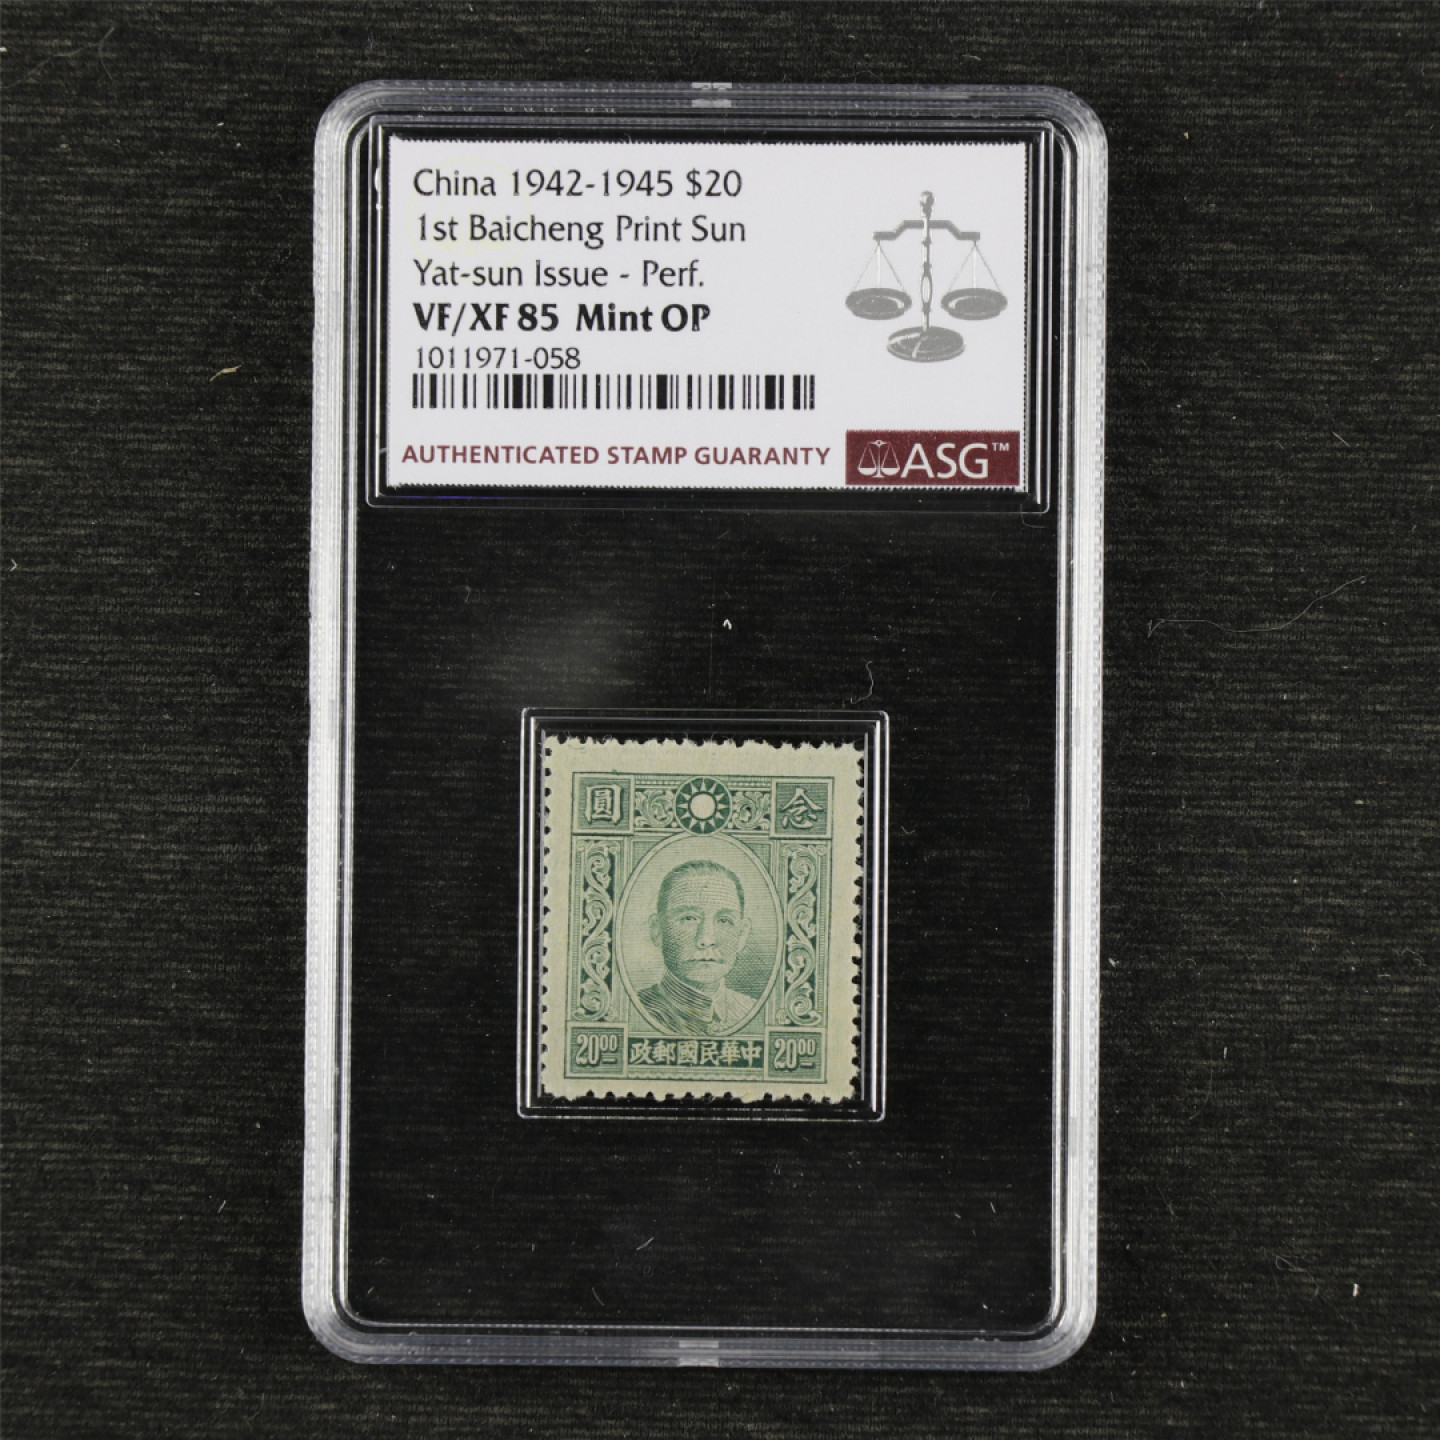 China 1942-1945 $20
1st Baicheng Print Sun
Yat-sun Issue - Perf.
VF/XF 85 Mint OP
1011971-058
AUTHENTICATED STAMP GUARANTY
ASG™
圓 念
20.00 政郵國民華中 20.00